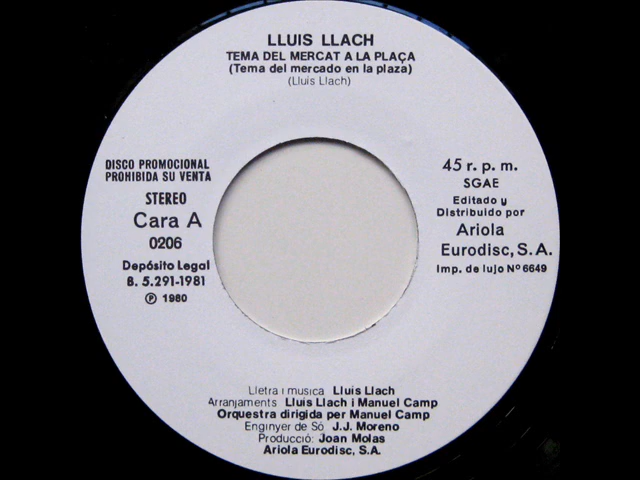 LLUIS LLACH
TEMA DEL MERCAT A LA PLAÇA
(Tema del mercado en la plaza)
(Lluis Llach)
DISCO PROMOCIONAL
PROHIBIDA SU VENTA
STEREO
Cara A
0206
Depósito Legal
B. 5.291-1981
℗ 1980
45 r. p. m.
SGAE
Editado y
Distribuido por
Ariola
Eurodisc, S.A.
Imp. de lujo Nº 6649
Lletra i musica Lluis Llach
Arranjaments Lluis Llach i Manuel Camp
Orquestra dirigida per Manuel Camp
Enginyer de Só J.J. Moreno
Producció: Joan Molas
Ariola Eurodisc, S.A.